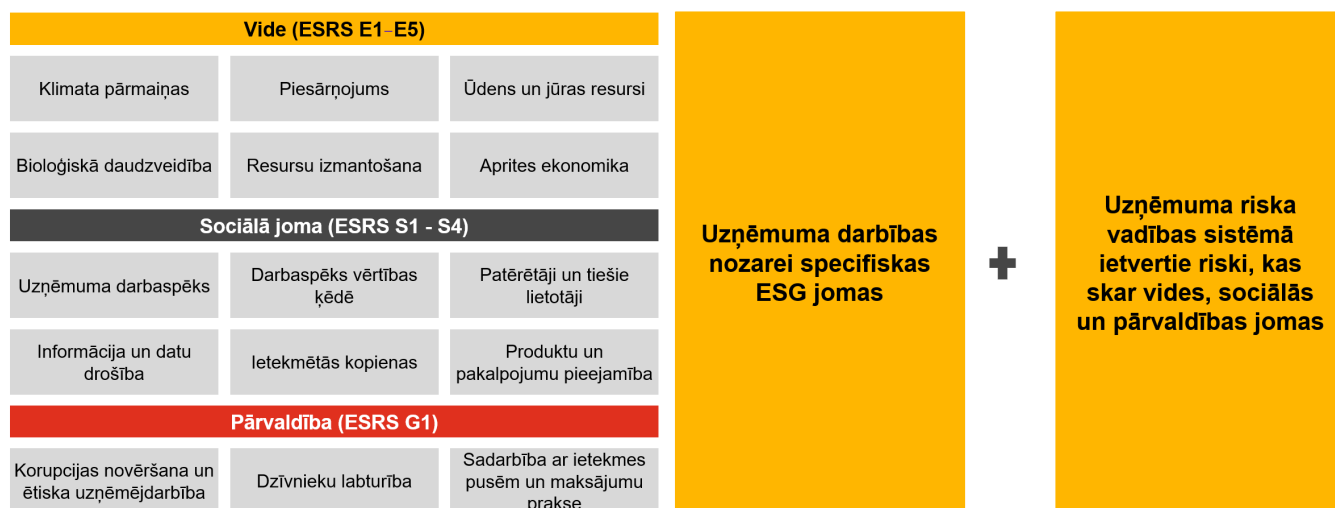 Vide (ESRS E1–E5)
Klimata pārmaiņas
Piesārņojums
Ūdens un jūras resursi
Bioloģiskā daudzveidība
Resursu izmantošana
Aprites ekonomika
Sociālā joma (ESRS S1 - S4)
Uzņēmuma darbaspēks
Darbaspēks vērtības
ķēdē
Patērētāji un tiešie
lietotāji
Informācija un datu
drošība
Ietekmētās kopienas
Produktu un
pakalpojumu pieejamība
Pārvaldība (ESRS G1)
Korupcijas novēršana un
ētiska uzņēmējdarbība
Dzīvnieku labturība
Sadarbība ar ietekmes
pusēm un maksājumu
prakse
Uzņēmuma darbības
nozarei specifiskas
ESG jomas
Uzņēmuma riska
vadības sistēmā
ietvertie riski, kas
skar vides, sociālās
un pārvaldības jomas